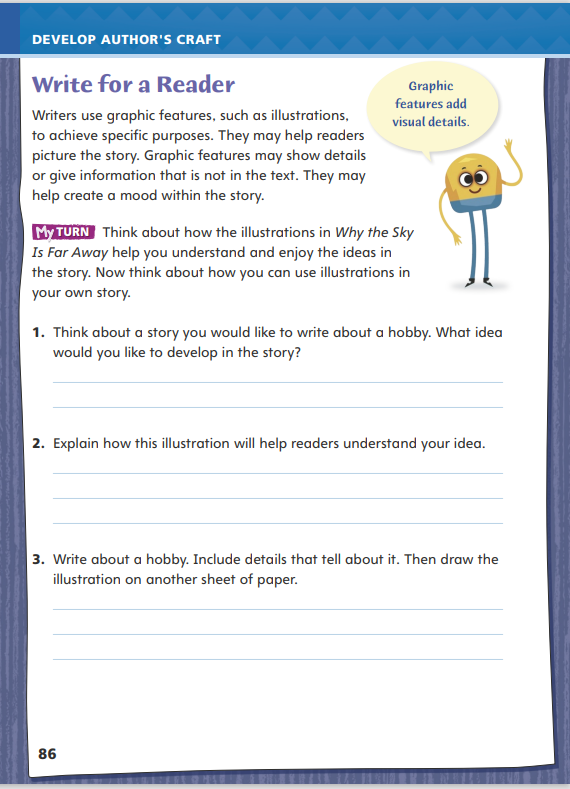 DEVELOP AUTHOR'S CRAFT
Write for a Reader
Writers use graphic features, such as illustrations,
to achieve specific purposes. They may help readers
picture the story. Graphic features may show details
or give information that is not in the text. They may
help create a mood within the story.
Graphic
features add
visual details.
My TURN Think about how the illustrations in Why the Sky
Is Far Away help you understand and enjoy the ideas in
the story. Now think about how you can use illustrations in
your own story.
1. Think about a story you would like to write about a hobby. What idea
would you like to develop in the story?
2. Explain how this illustration will help readers understand your idea.
3. Write about a hobby. Include details that tell about it. Then draw the
illustration on another sheet of paper.
86